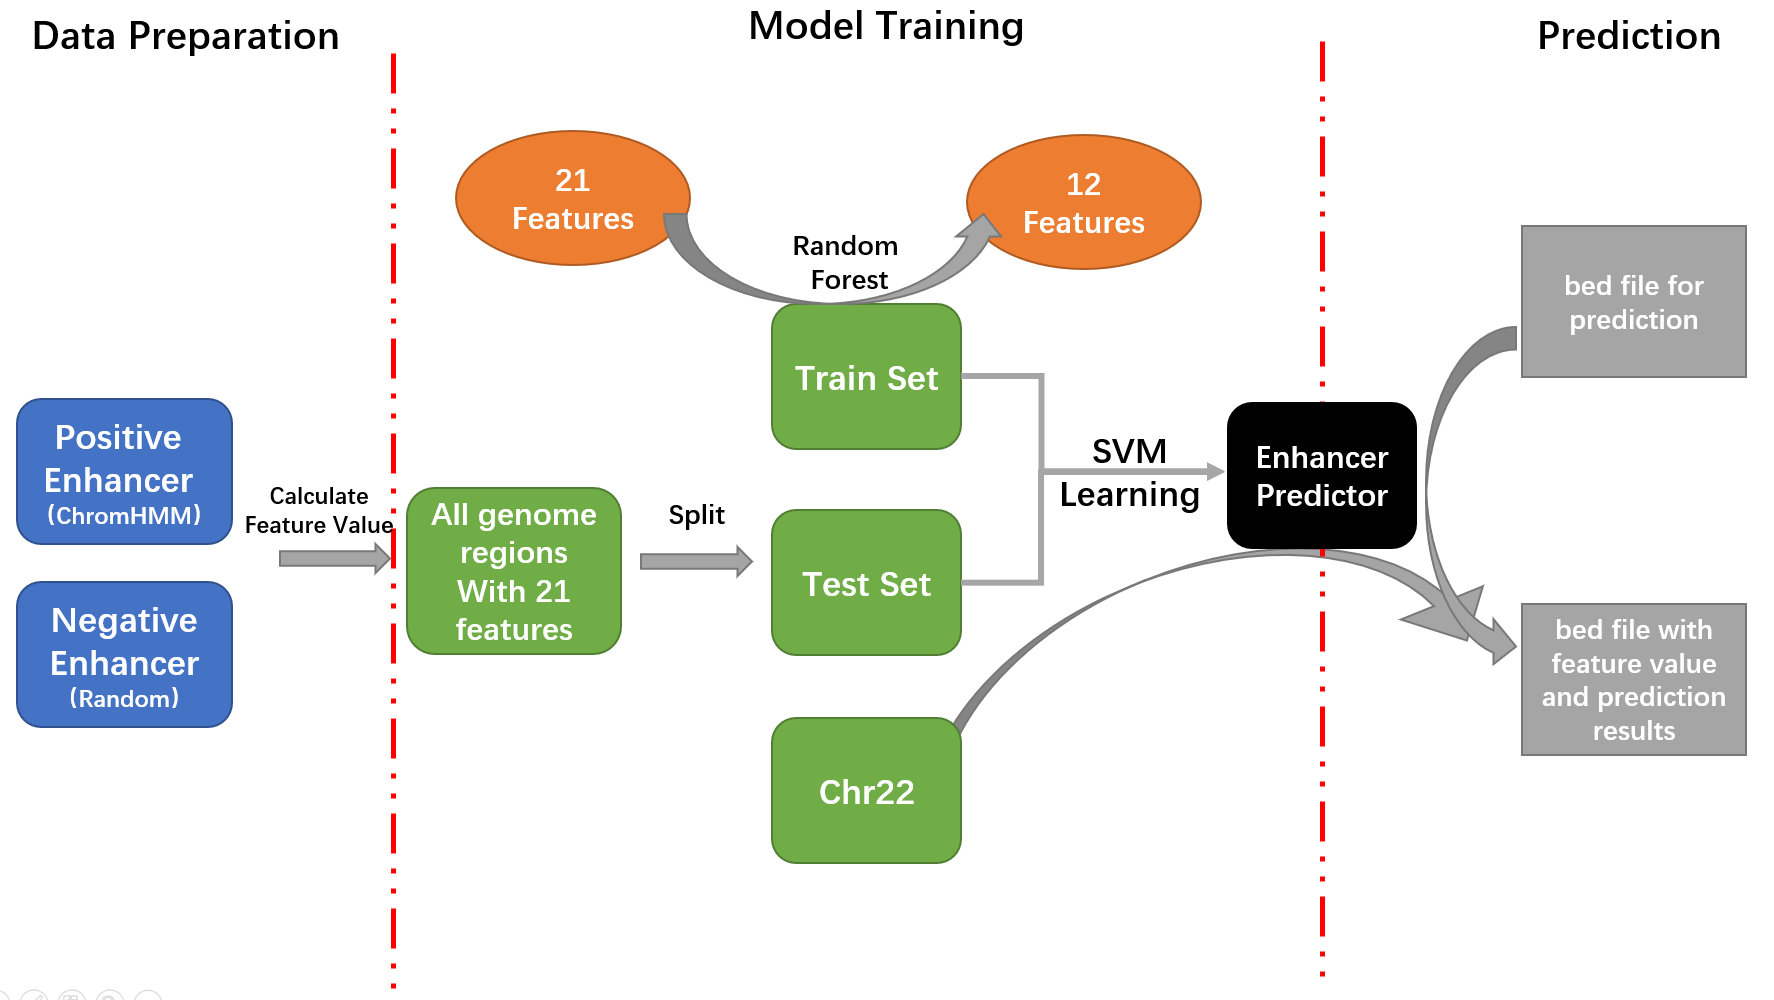 Data Preparation
Model Training
Prediction
21
Features
12
Features
Random
Forest
bed file for
prediction
Train Set
Positive
Enhancer
(ChromHMM)
Calculate
Feature Value
Negative
Enhancer
(Random)
All genome
regions
With 21
features
Split
Test Set
SVM
Learning
Enhancer
Predictor
bed file with
feature value
and prediction
results
Chr22